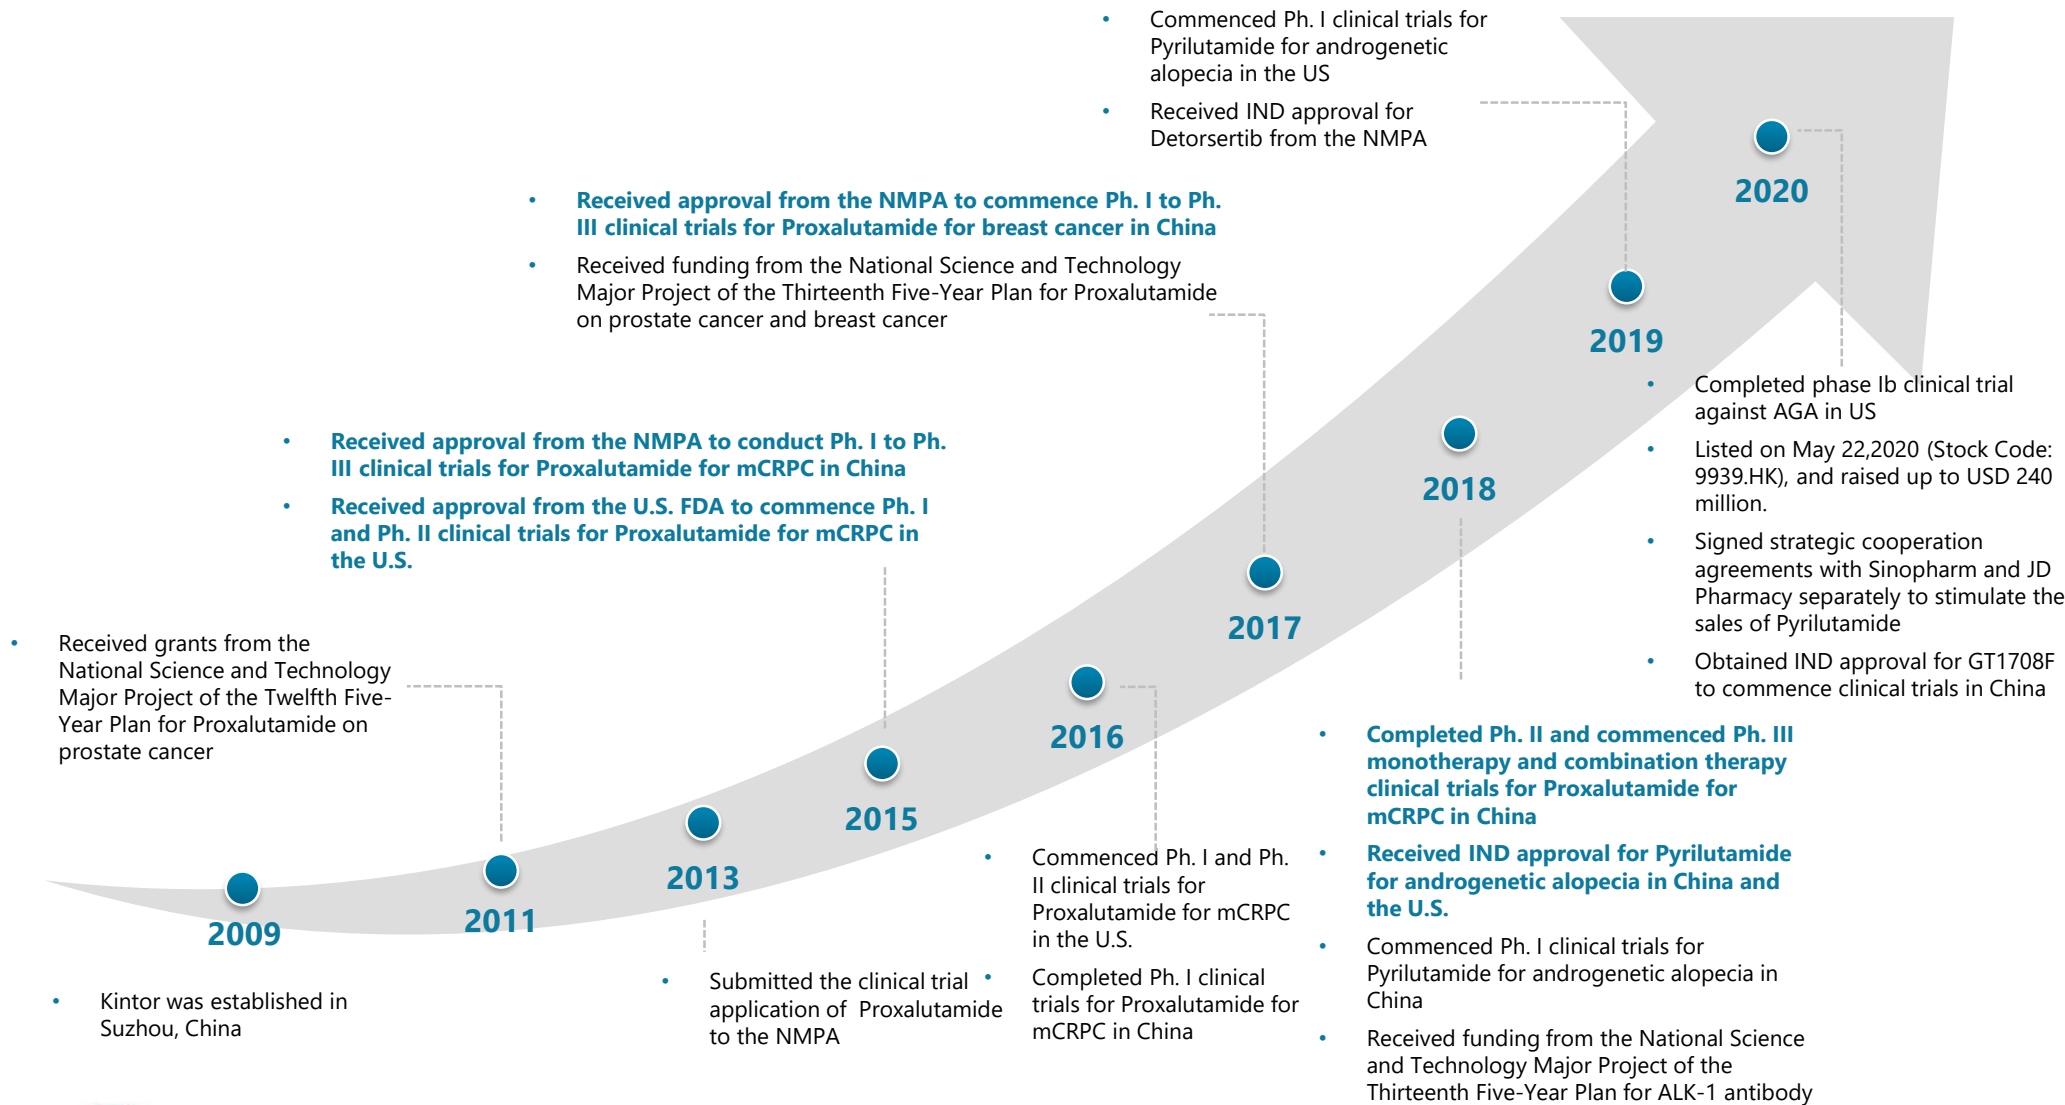 • Commenced Ph. I clinical trials for
Pyrilutamide for androgenetic
alopecia in the US
• Received IND approval for
Detorsertib from the NMPA
2020
• Received approval from the NMPA to commence Ph. I to Ph.
III clinical trials for Proxalutamide for breast cancer in China
• Received funding from the National Science and Technology
Major Project of the Thirteenth Five-Year Plan for Proxalutamide
on prostate cancer and breast cancer
2019
• Completed phase Ib clinical trial
against AGA in US
• Listed on May 22,2020 (Stock Code:
9939.HK), and raised up to USD 240
million.
• Signed strategic cooperation
agreements with Sinopharm and JD
Pharmacy separately to stimulate the
sales of Pyrilutamide
• Obtained IND approval for GT1708F
to commence clinical trials in China
• Received approval from the NMPA to conduct Ph. I to Ph.
III clinical trials for Proxalutamide for mCRPC in China
• Received approval from the U.S. FDA to commence Ph. I
and Ph. II clinical trials for Proxalutamide for mCRPC in
the U.S.
2018
2017
• Received grants from the
National Science and Technology
Major Project of the Twelfth Five-
Year Plan for Proxalutamide on
prostate cancer
2016
2015
2013
2011
2009
• Completed Ph. II and commenced Ph. III
monotherapy and combination therapy
clinical trials for Proxalutamide for
mCRPC in China
• Received IND approval for Pyrilutamide
for androgenetic alopecia in China and
the U.S.
• Commenced Ph. I clinical trials for
Pyrilutamide for androgenetic alopecia in
China
• Received funding from the National Science
and Technology Major Project of the
Thirteenth Five-Year Plan for ALK-1 antibody
• Commenced Ph. I and Ph.
II clinical trials for
Proxalutamide for mCRPC
in the U.S.
• Completed Ph. I clinical
trials for Proxalutamide for
mCRPC in China
• Submitted the clinical trial
application of Proxalutamide
to the NMPA
• Kintor was established in
Suzhou, China